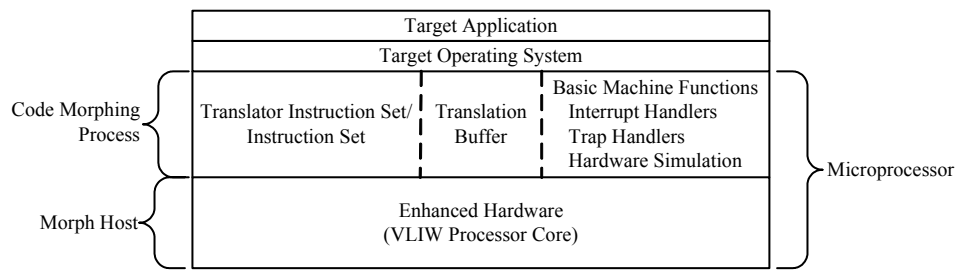 Target Application
Target Operating System
Code Morphing
Process
Translator Instruction Set/
Instruction Set
Translation
Buffer
Basic Machine Functions
Interrupt Handlers
Trap Handlers
Hardware Simulation
Microprocessor
Morph Host
Enhanced Hardware
(VLIW Processor Core)